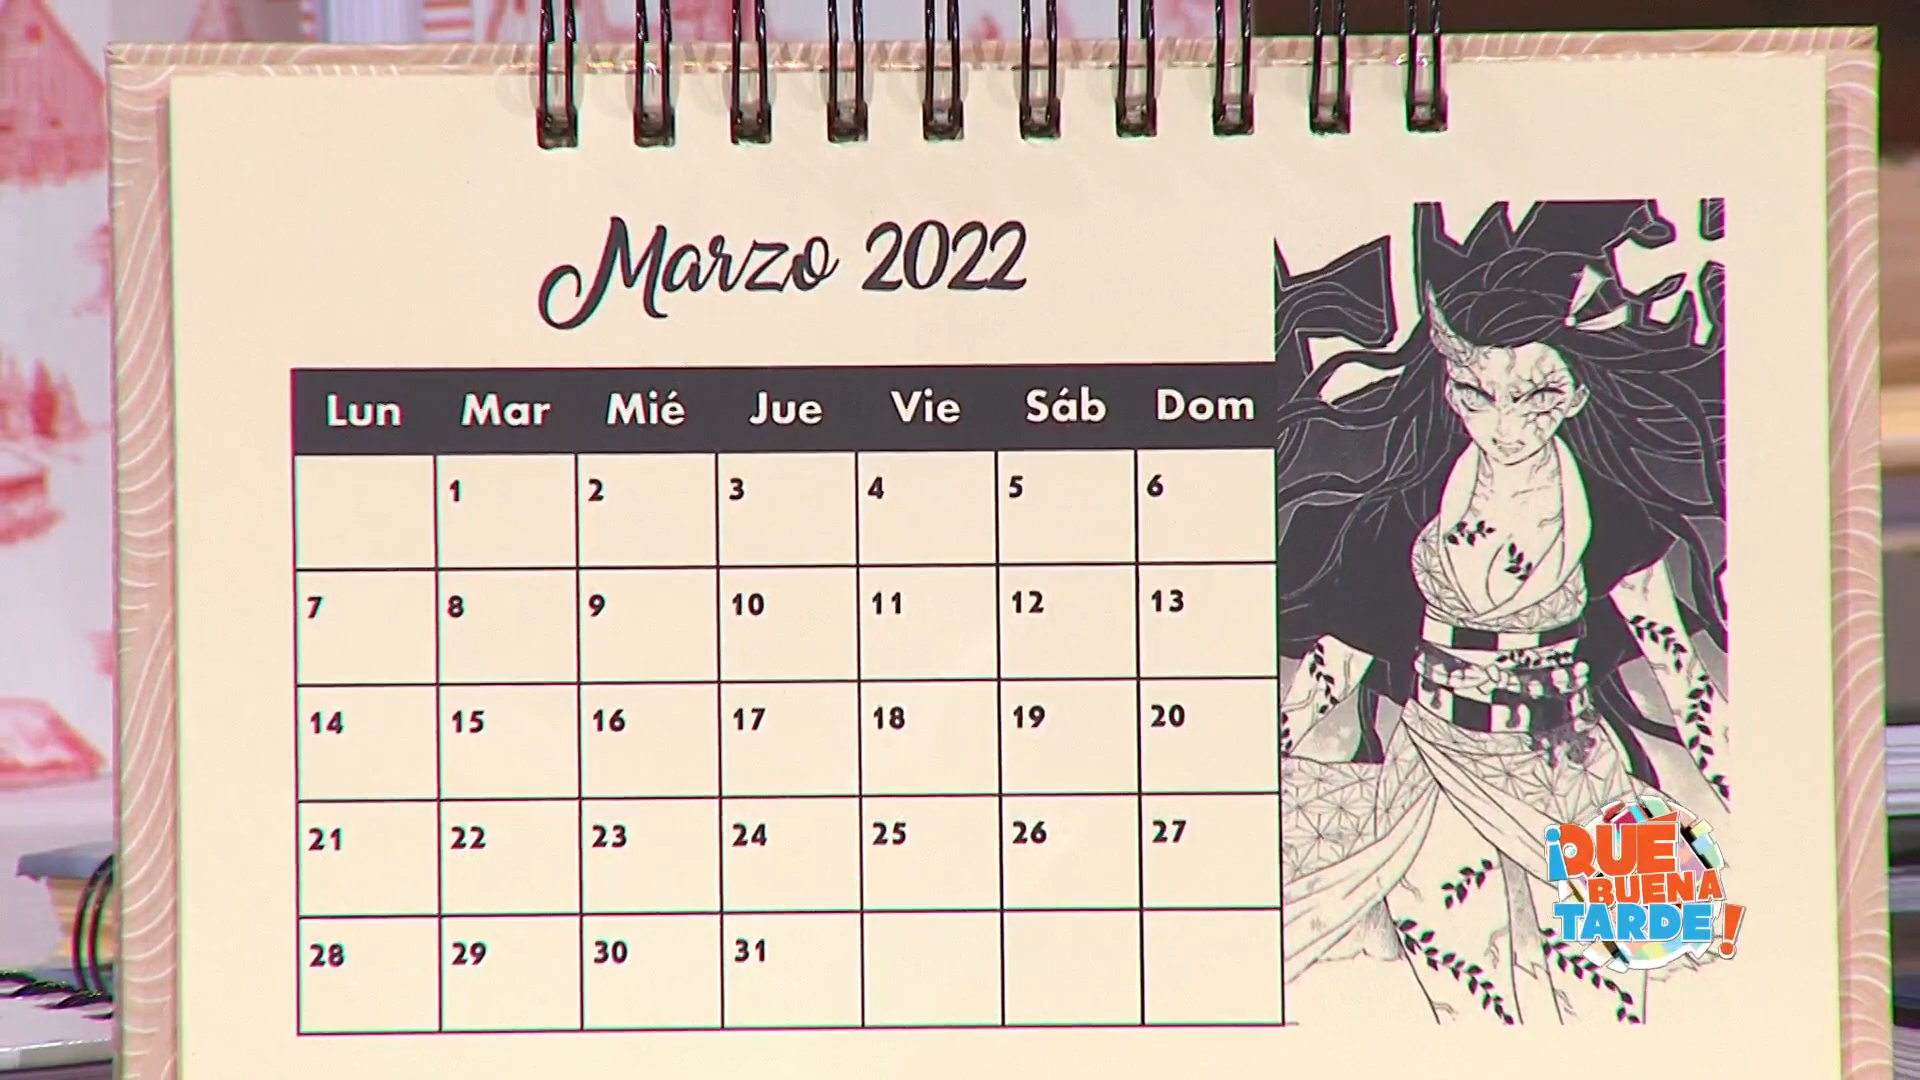 Marzo 2022
Lun Mar Mié Jue Vie Sáb Dom
1 2 3 4 5 6
7 8 9 10 11 12 13
14 15 16 17 18 19 20
21 22 23 24 25 26 27
28 29 30 31
¡QUÉ
BUENA
TARDE!